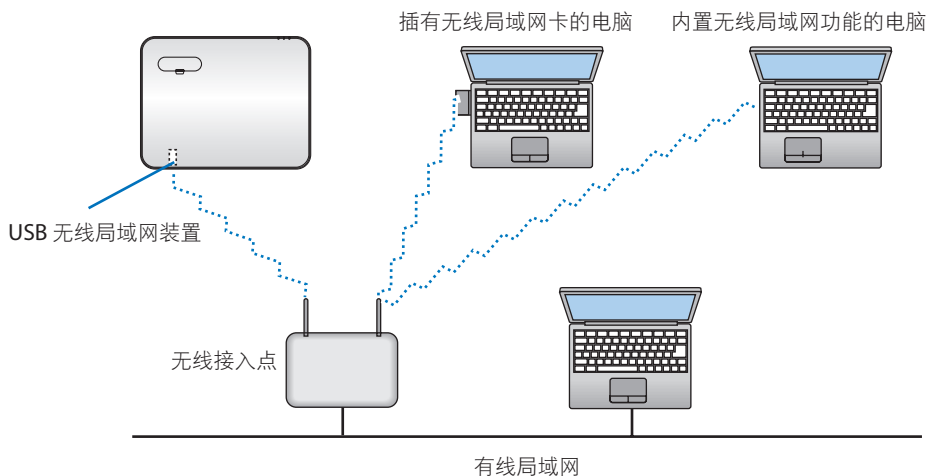 插有无线局域网卡的电脑
内置无线局域网功能的电脑
USB 无线局域网装置
无线接入点
有线局域网